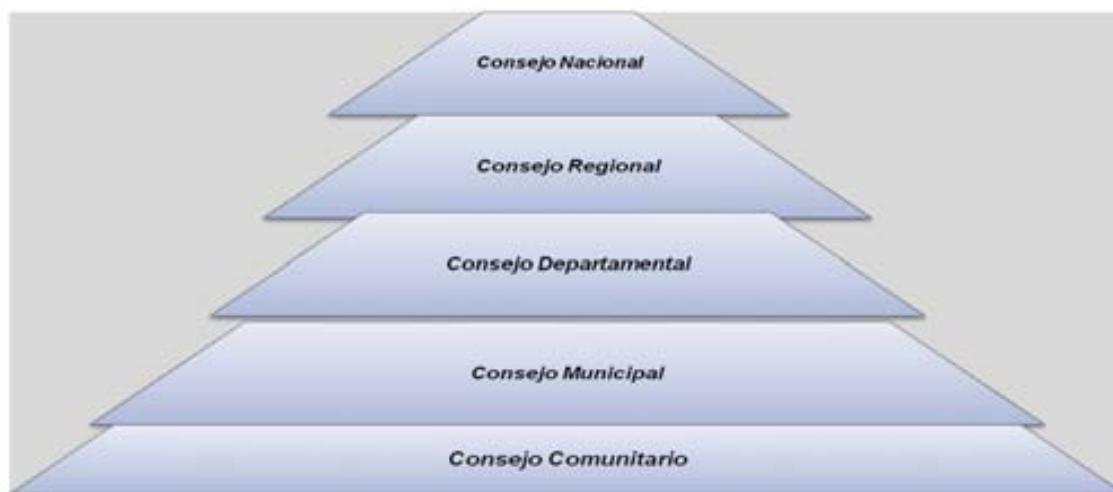 Consejo Nacional
Consejo Regional
Consejo Departamental
Consejo Municipal
Consejo Comunitario